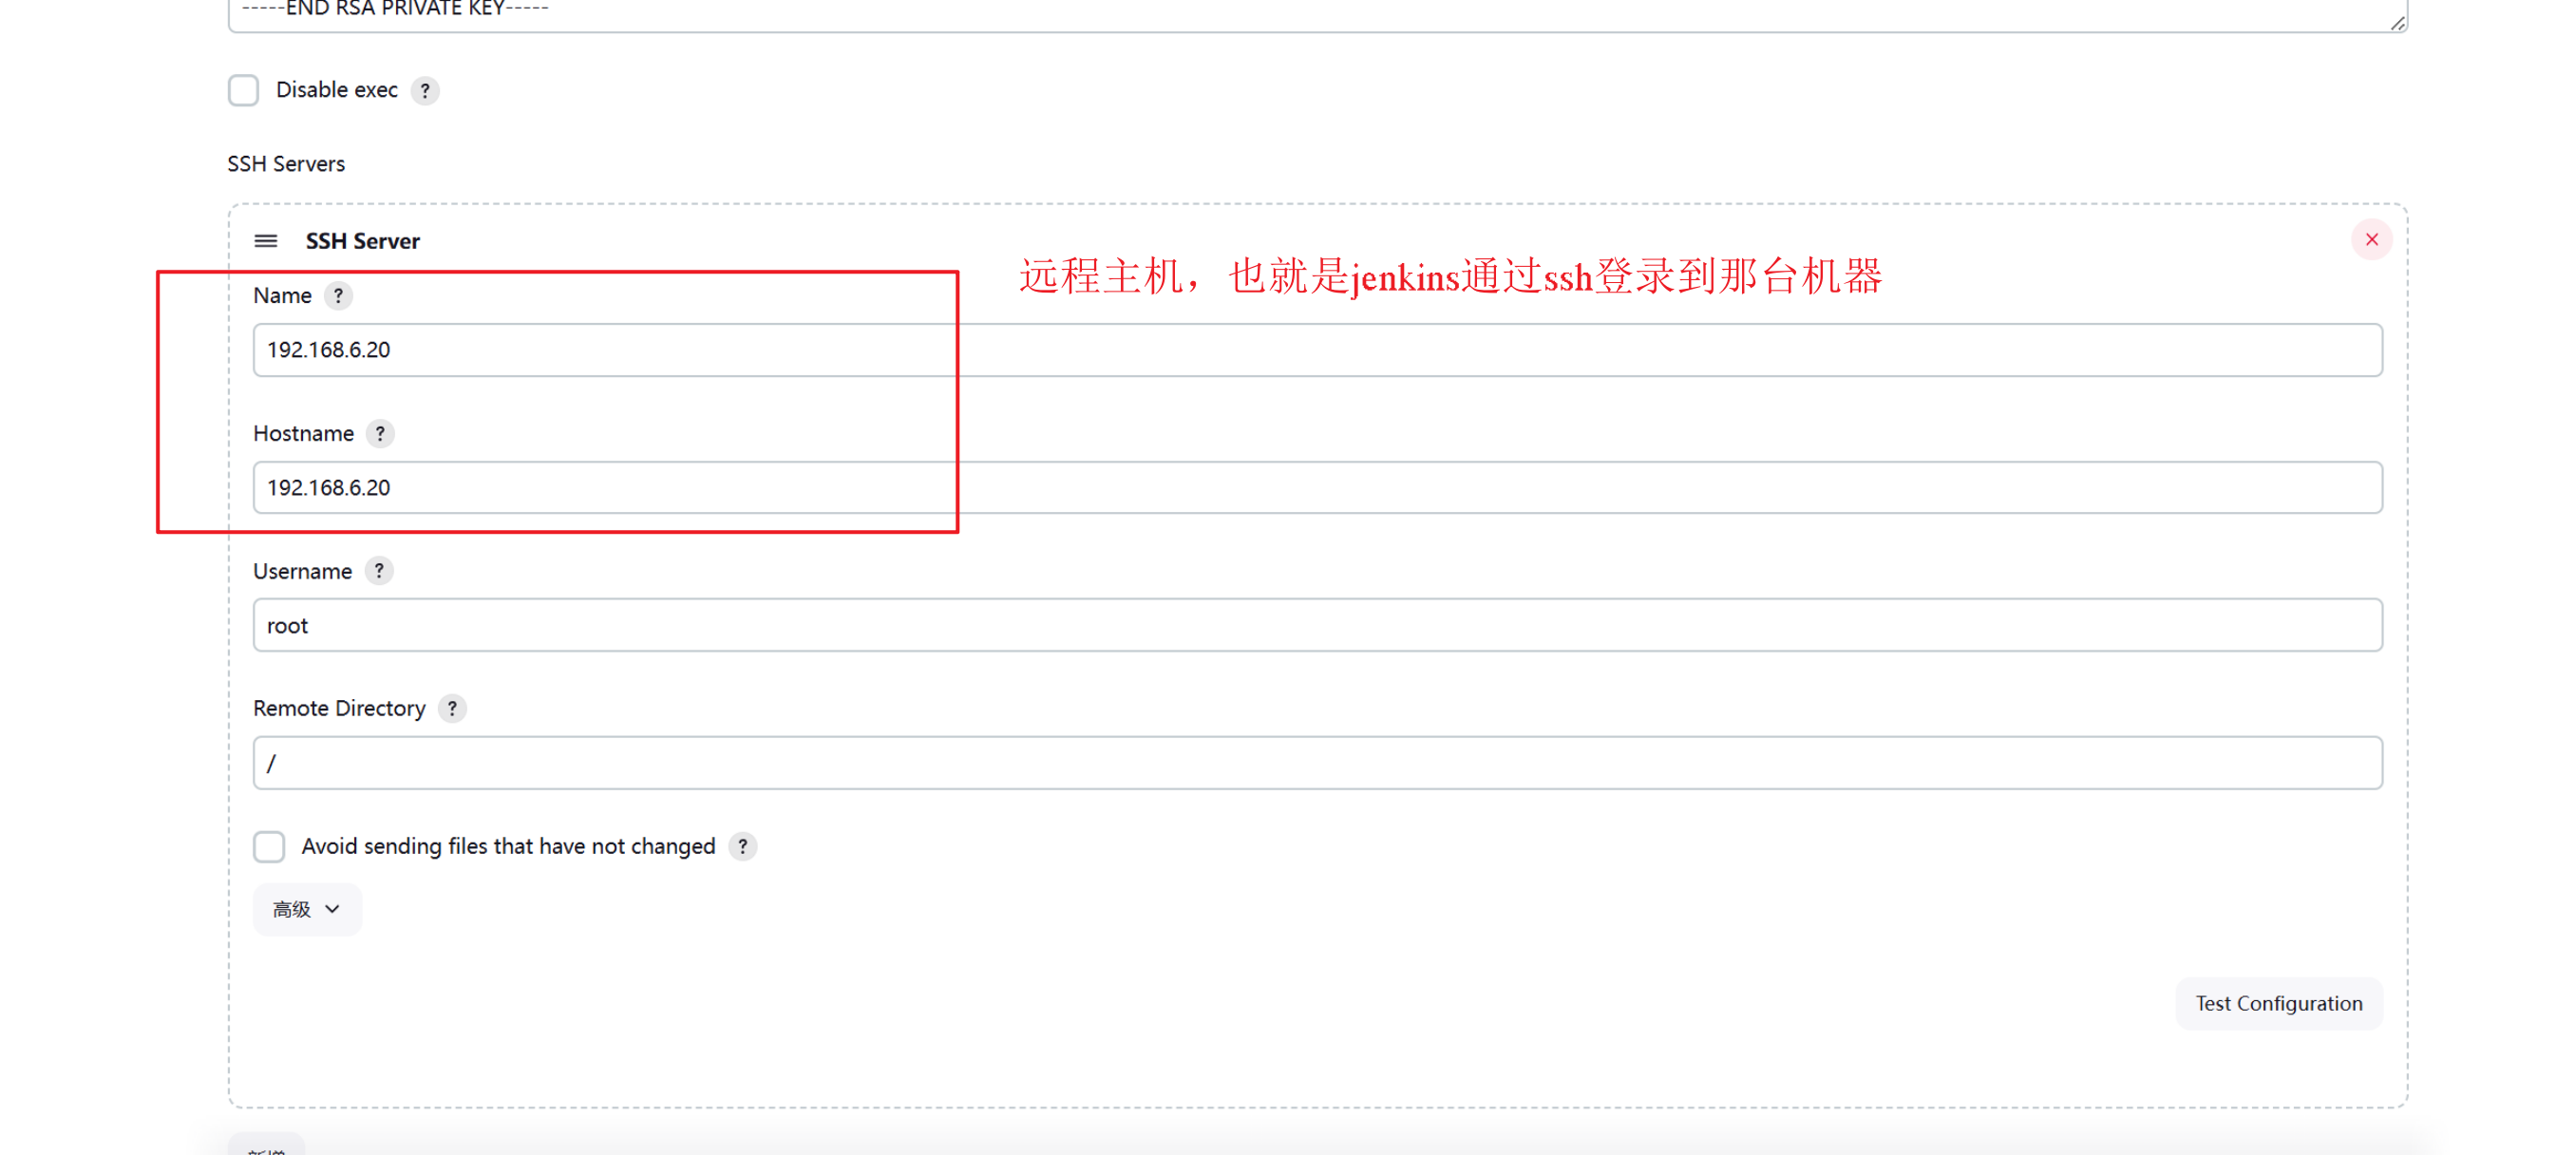 -----END RSA PRIVATE KEY-----
Disable exec ?
SSH Servers
SSH Server
远程主机，也就是jenkins通过ssh登录到那台机器
Name ?
192.168.6.20
Hostname ?
192.168.6.20
Username ?
root
Remote Directory ?
/
Avoid sending files that have not changed ?
高级
Test Configuration
新增